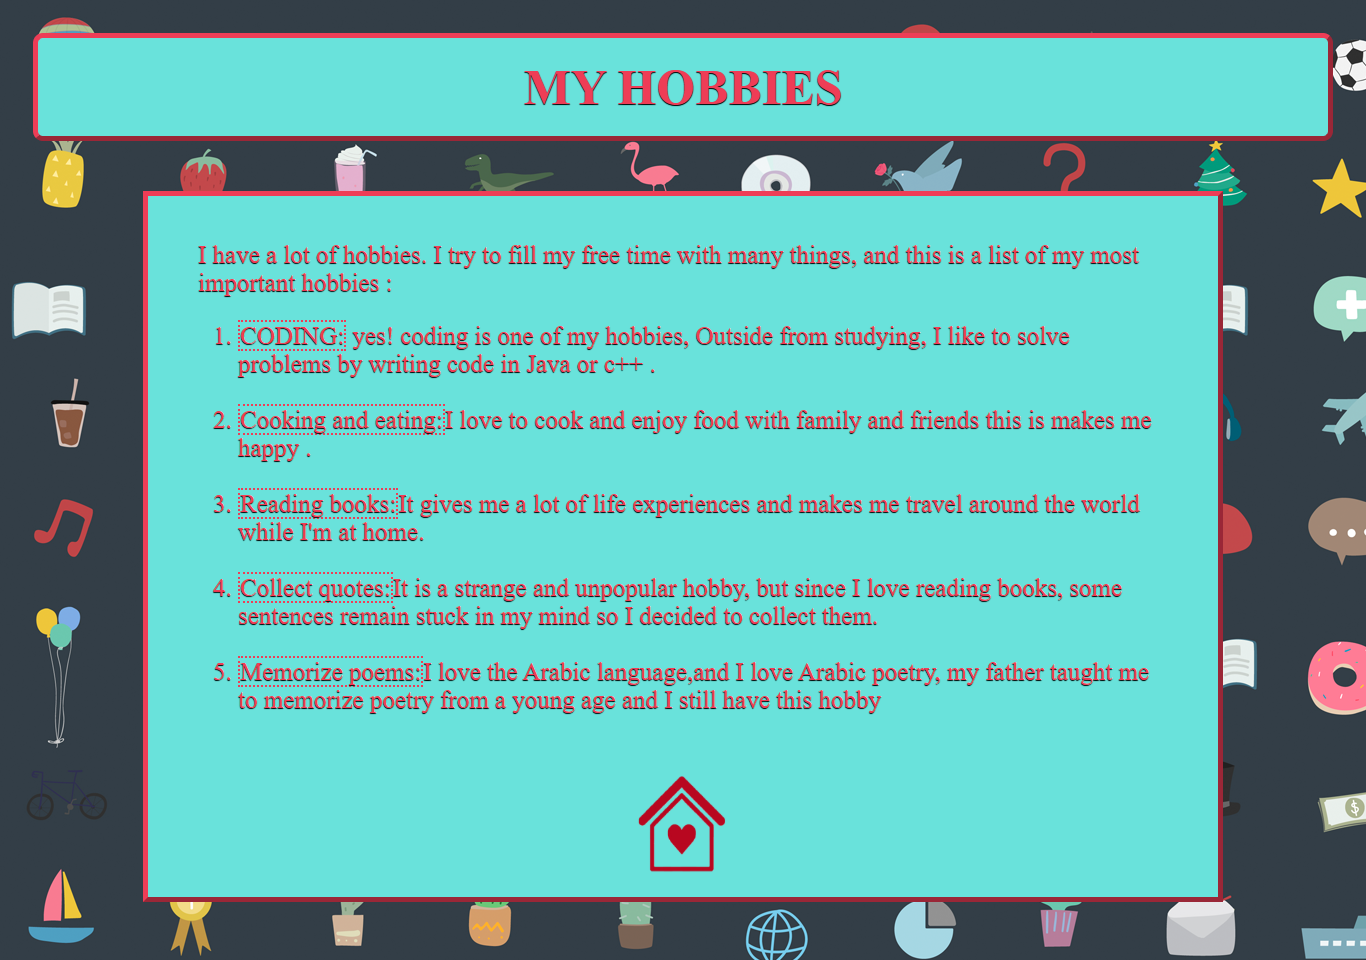 MY HOBBIES
I have a lot of hobbies. I try to fill my free time with many things, and this is a list of my most
important hobbies :
1. CODING: yes! coding is one of my hobbies, Outside from studying, I like to solve
problems by writing code in Java or c++ .
2. Cooking and eating:I love to cook and enjoy food with family and friends this is makes me
happy .
3. Reading books:It gives me a lot of life experiences and makes me travel around the world
while I'm at home.
4. Collect quotes:It is a strange and unpopular hobby, but since I love reading books, some
sentences remain stuck in my mind so I decided to collect them.
5. Memorize poems:I love the Arabic language,and I love Arabic poetry, my father taught me
to memorize poetry from a young age and I still have this hobby